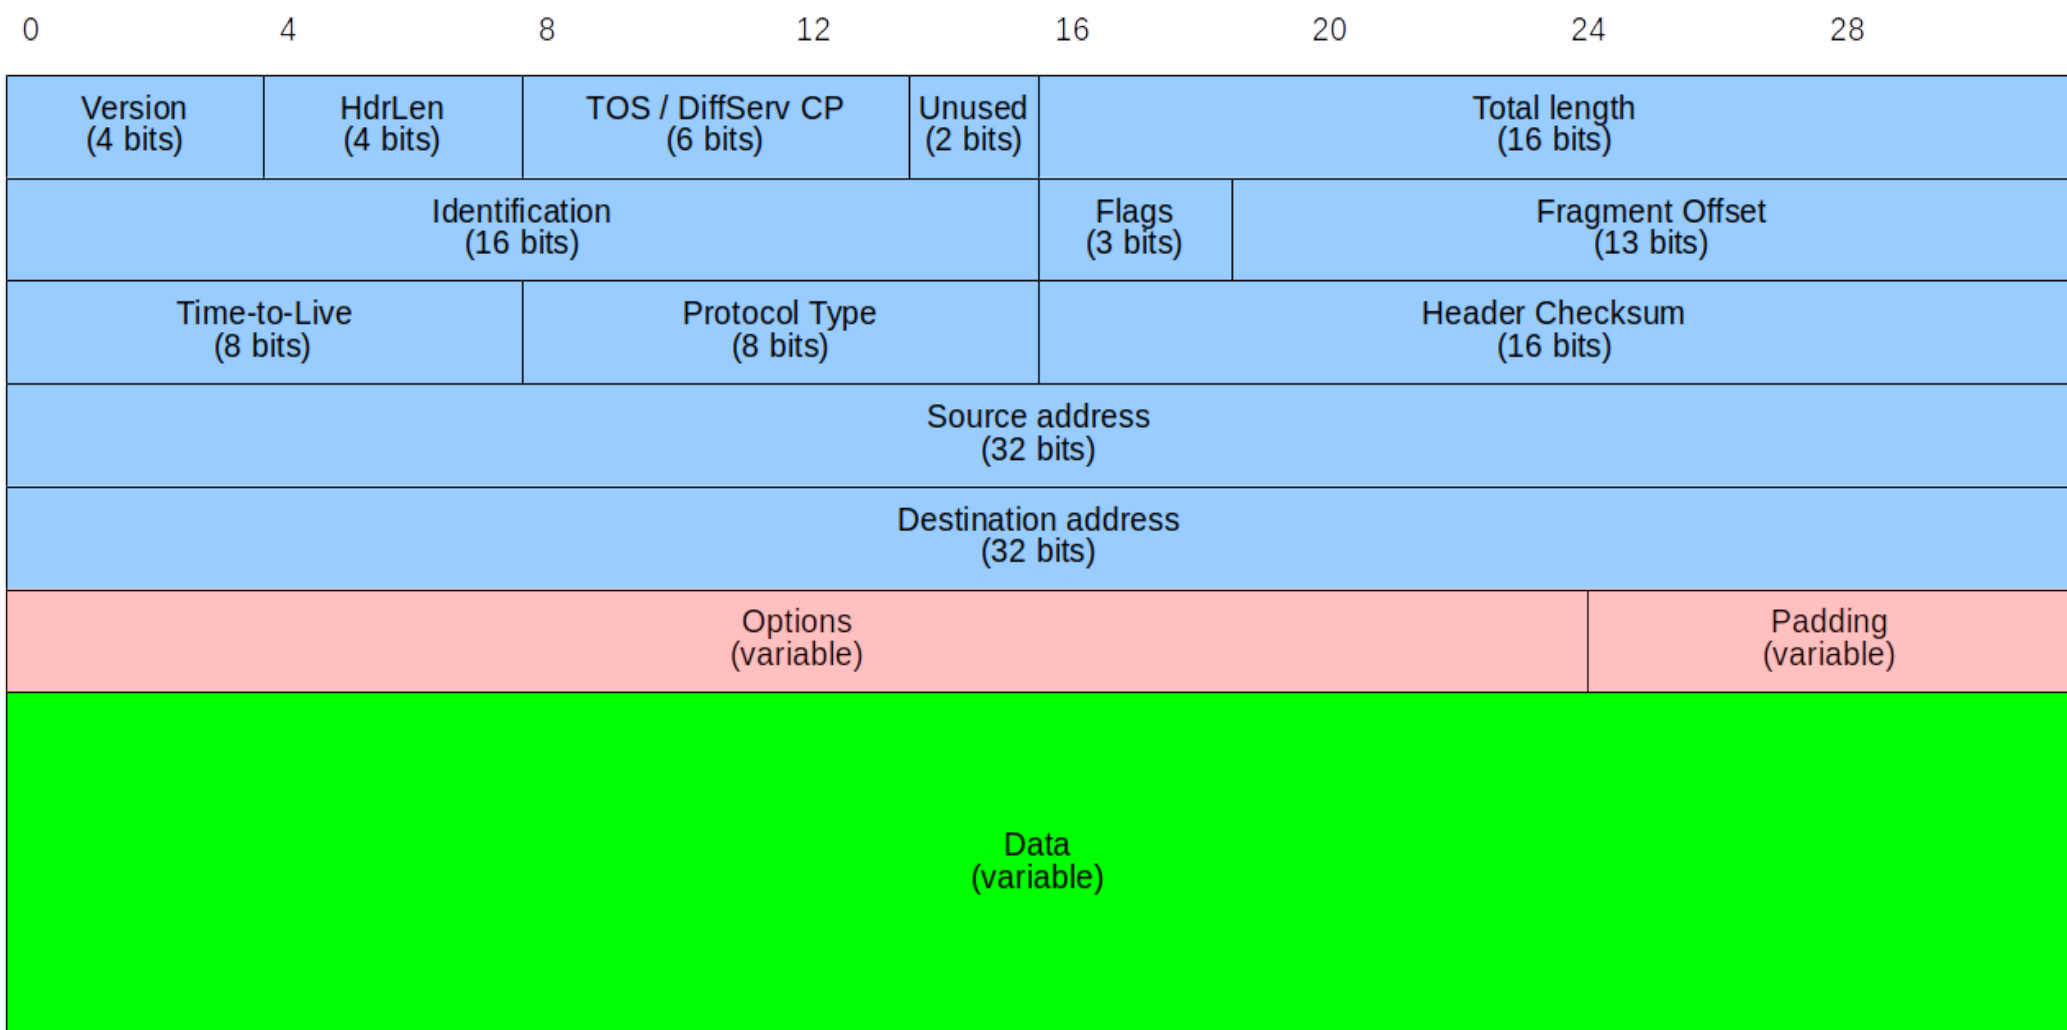 0 4 8 12 16 20 24 28
Version HdrLen TOS / DiffServ CP Unused Total length
(4 bits) (4 bits) (6 bits) (2 bits) (16 bits)
Identification Flags Fragment Offset
(16 bits) (3 bits) (13 bits)
Time-to-Live Protocol Type Header Checksum
(8 bits) (8 bits) (16 bits)
Source address
(32 bits)
Destination address
(32 bits)
Options Padding
(variable) (variable)
Data
(variable)